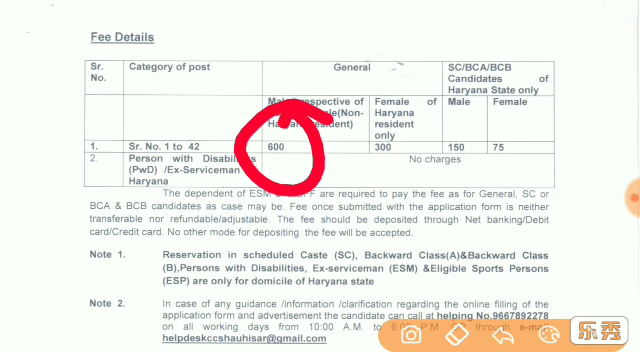 Fee Details
Sr. No. Category of post General SC/BCA/BCB Candidates of Haryana State only
of Female of Haryana resident only Male Female
1. Sr. No. 1 to 42 600 300 150 75
2. Person with (PwD) /Ex-Serviceman Haryana No charges
The dependent of are required to pay the fee as for General, SC or
BCA & BCB candidates as case may be. Fee once submitted with the application form is neither
transferable nor refundable/adjustable. The fee should be deposited through Net banking/Debit
card/Credit card. No other mode for depositing the fee will be accepted.
Note 1. Reservation in scheduled Caste (SC), Backward Class(A)&Backward Class
(B),Persons with Disabilities, Ex-serviceman (ESM) &Eligible Sports Persons
(ESP) are only for domicile of Haryana state
Note 2. In case of any guidance /information /clarification regarding the online filling of the
application form and advertisement the candidate can call at helping No.9667892278
on all working days from 10:00 A.M. to P.M. through
helpdeskccshauhisar@gmail.com
乐秀